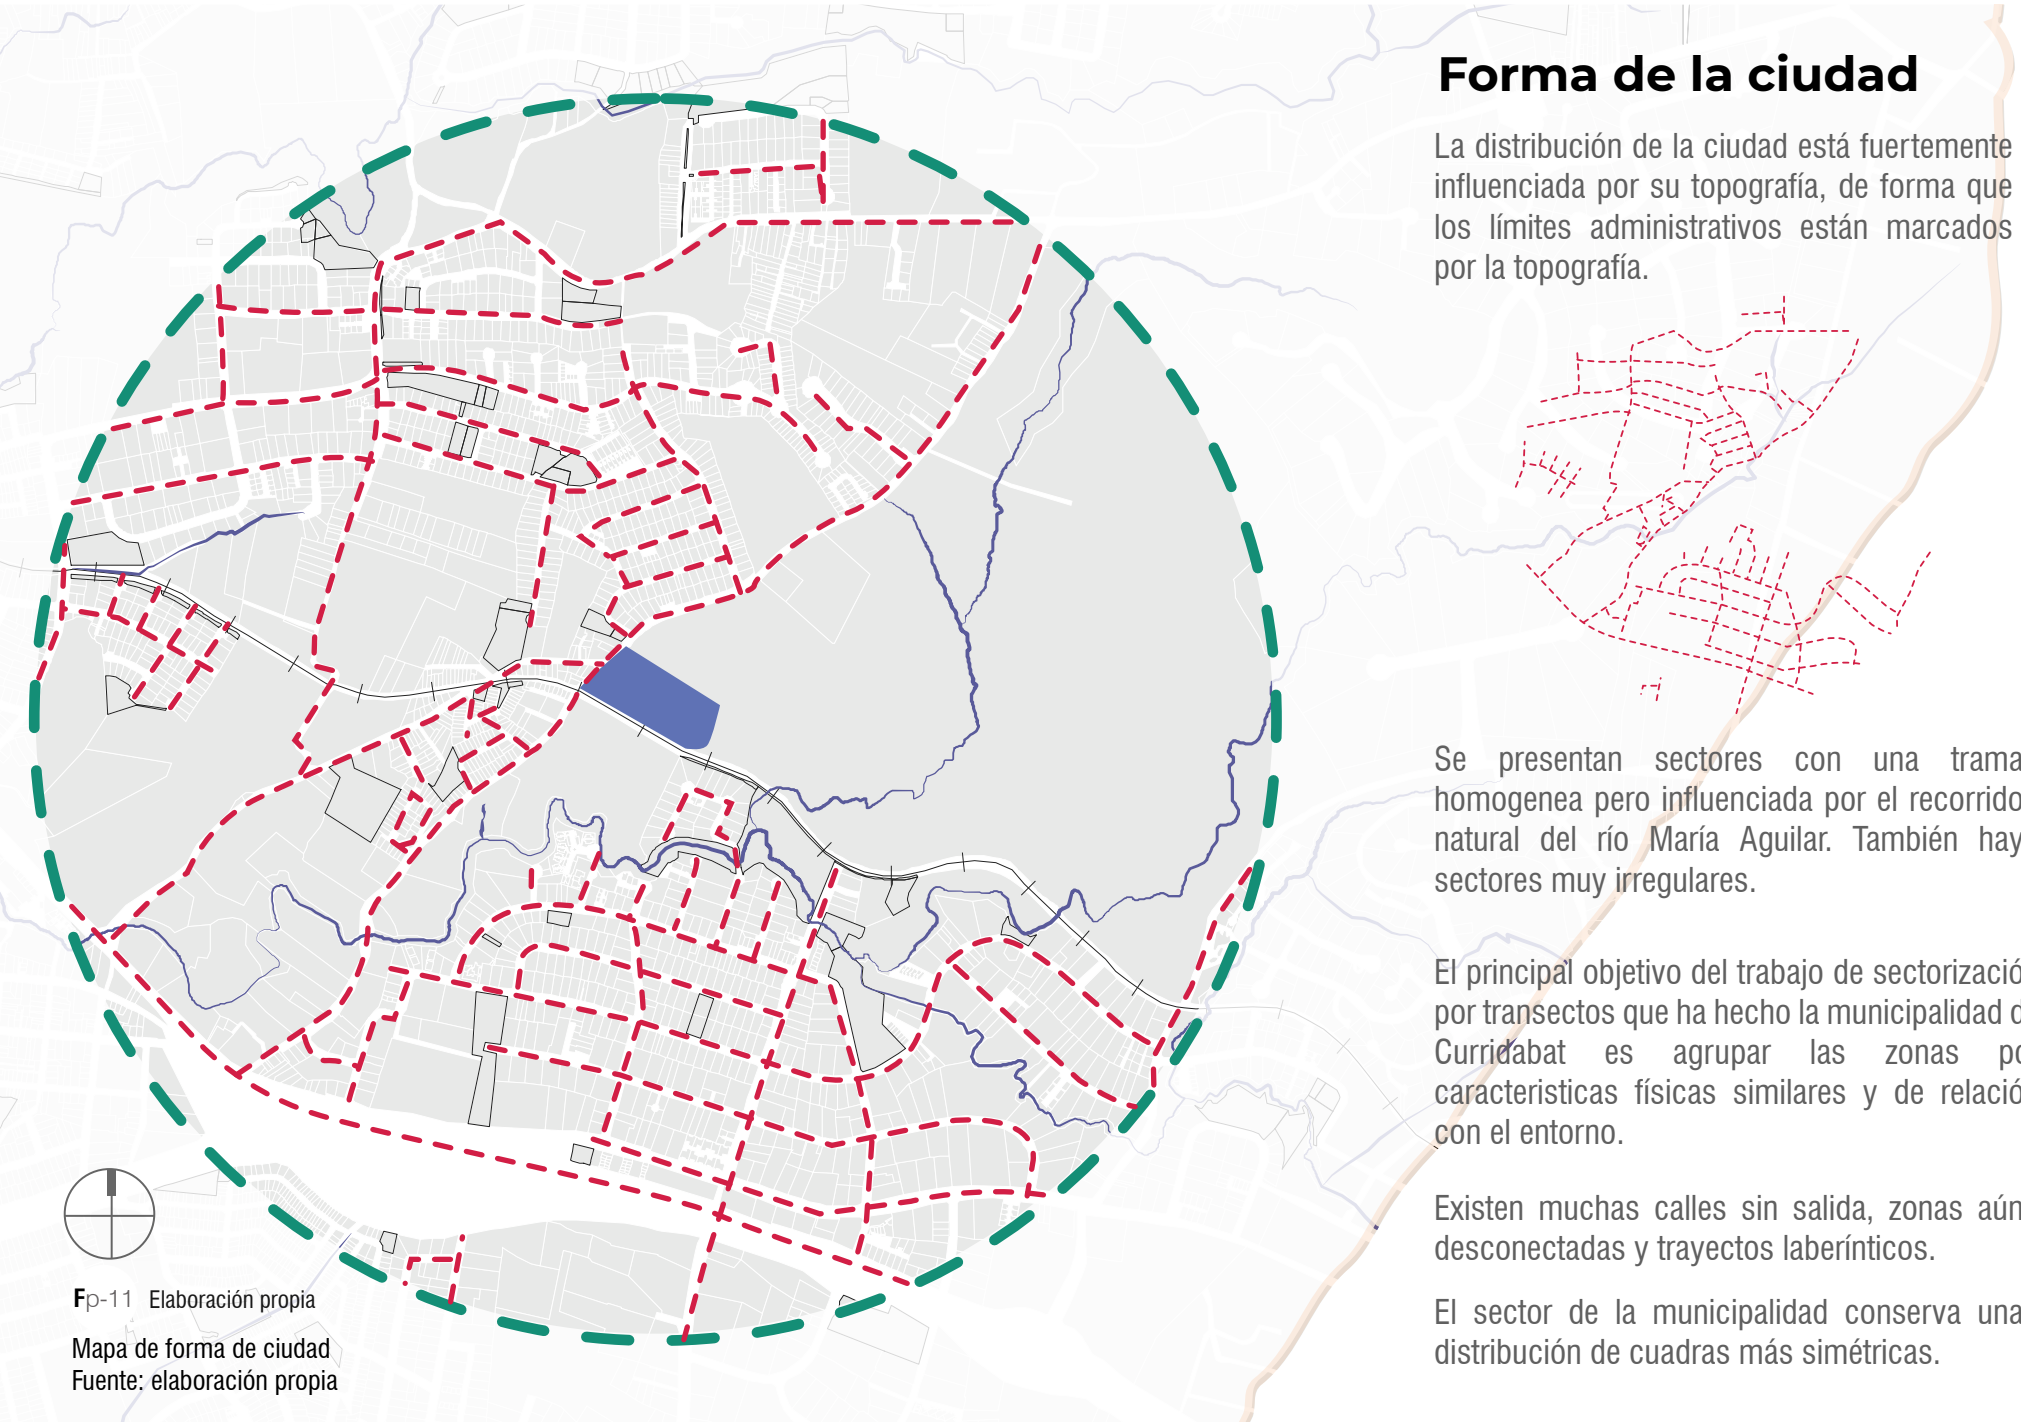 Forma de la ciudad
La distribución de la ciudad está fuertemente
influenciada por su topografía, de forma que
los límites administrativos están marcados
por la topografía.
Se presentan sectores con una trama
homogenea pero influenciada por el recorrido
natural del río María Aguilar. También hay
sectores muy irregulares.
El principal objetivo del trabajo de sectorizació
por transectos que ha hecho la municipalidad d
Curridabat es agrupar las zonas po
caracteristicas físicas similares y de relació
con el entorno.
Existen muchas calles sin salida, zonas aún
desconectadas y trayectos laberínticos.
El sector de la municipalidad conserva una
distribución de cuadras más simétricas.
Fp-11 Elaboración propia
Mapa de forma de ciudad
Fuente: elaboración propia